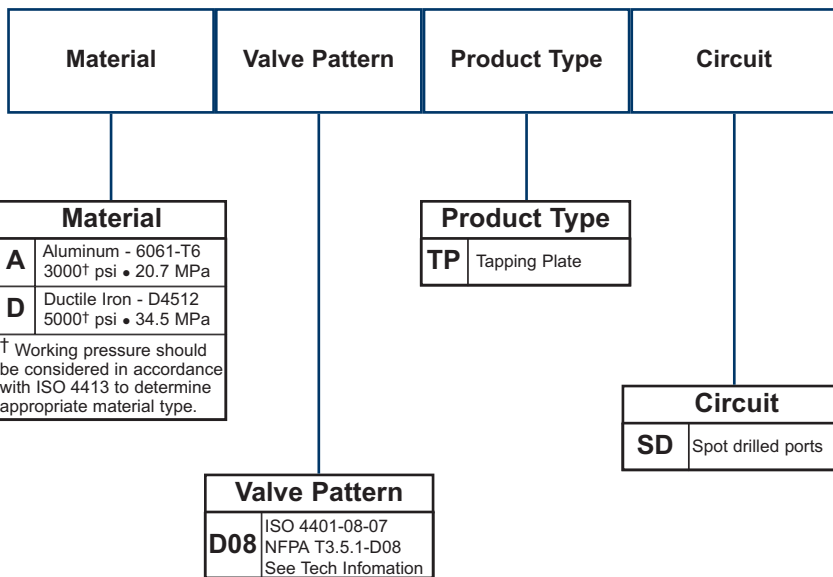 Material
Valve Pattern
Product Type
Circuit
Material
A
Aluminum - 6061-T6
3000† psi • 20.7 MPa
D
Ductile Iron - D4512
5000† psi • 34.5 MPa
† Working pressure should
be considered in accordance
with ISO 4413 to determine
appropriate material type.
Product Type
TP
Tapping Plate
Circuit
SD
Spot drilled ports
Valve Pattern
D08
ISO 4401-08-07
NFPA T3.5.1-D08
See Tech Infomation